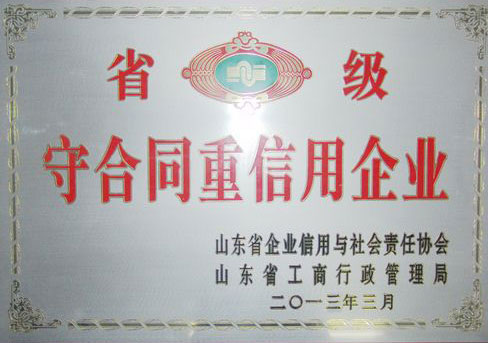 省 级
守合同重信用企业
山东省企业信用与社会责任协会
山东省工商行政管理局
二〇一三年三月